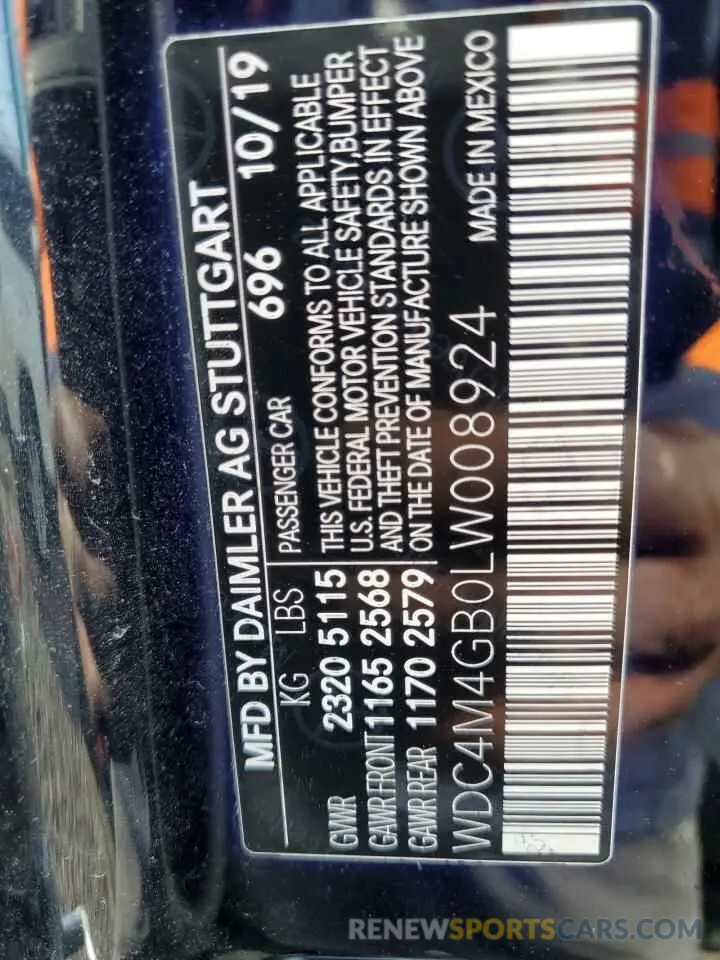 MFD BY DAIMLER AG STUTTGART
696 10/19
KG LBS PASSENGER CAR
GVWR 2320 5115 THIS VEHICLE CONFORMS TO ALL APPLICABLE
GAWR FRONT 1165 2568 U.S. FEDERAL MOTOR VEHICLE SAFETY, BUMPER
GAWR REAR 1170 2579 AND THEFT PREVENTION STANDARDS IN EFFECT
ON THE DATE OF MANUFACTURE SHOWN ABOVE
WDC4M4GB0LW008924 MADE IN MEXICO
RENEWSPORTSCARS.COM